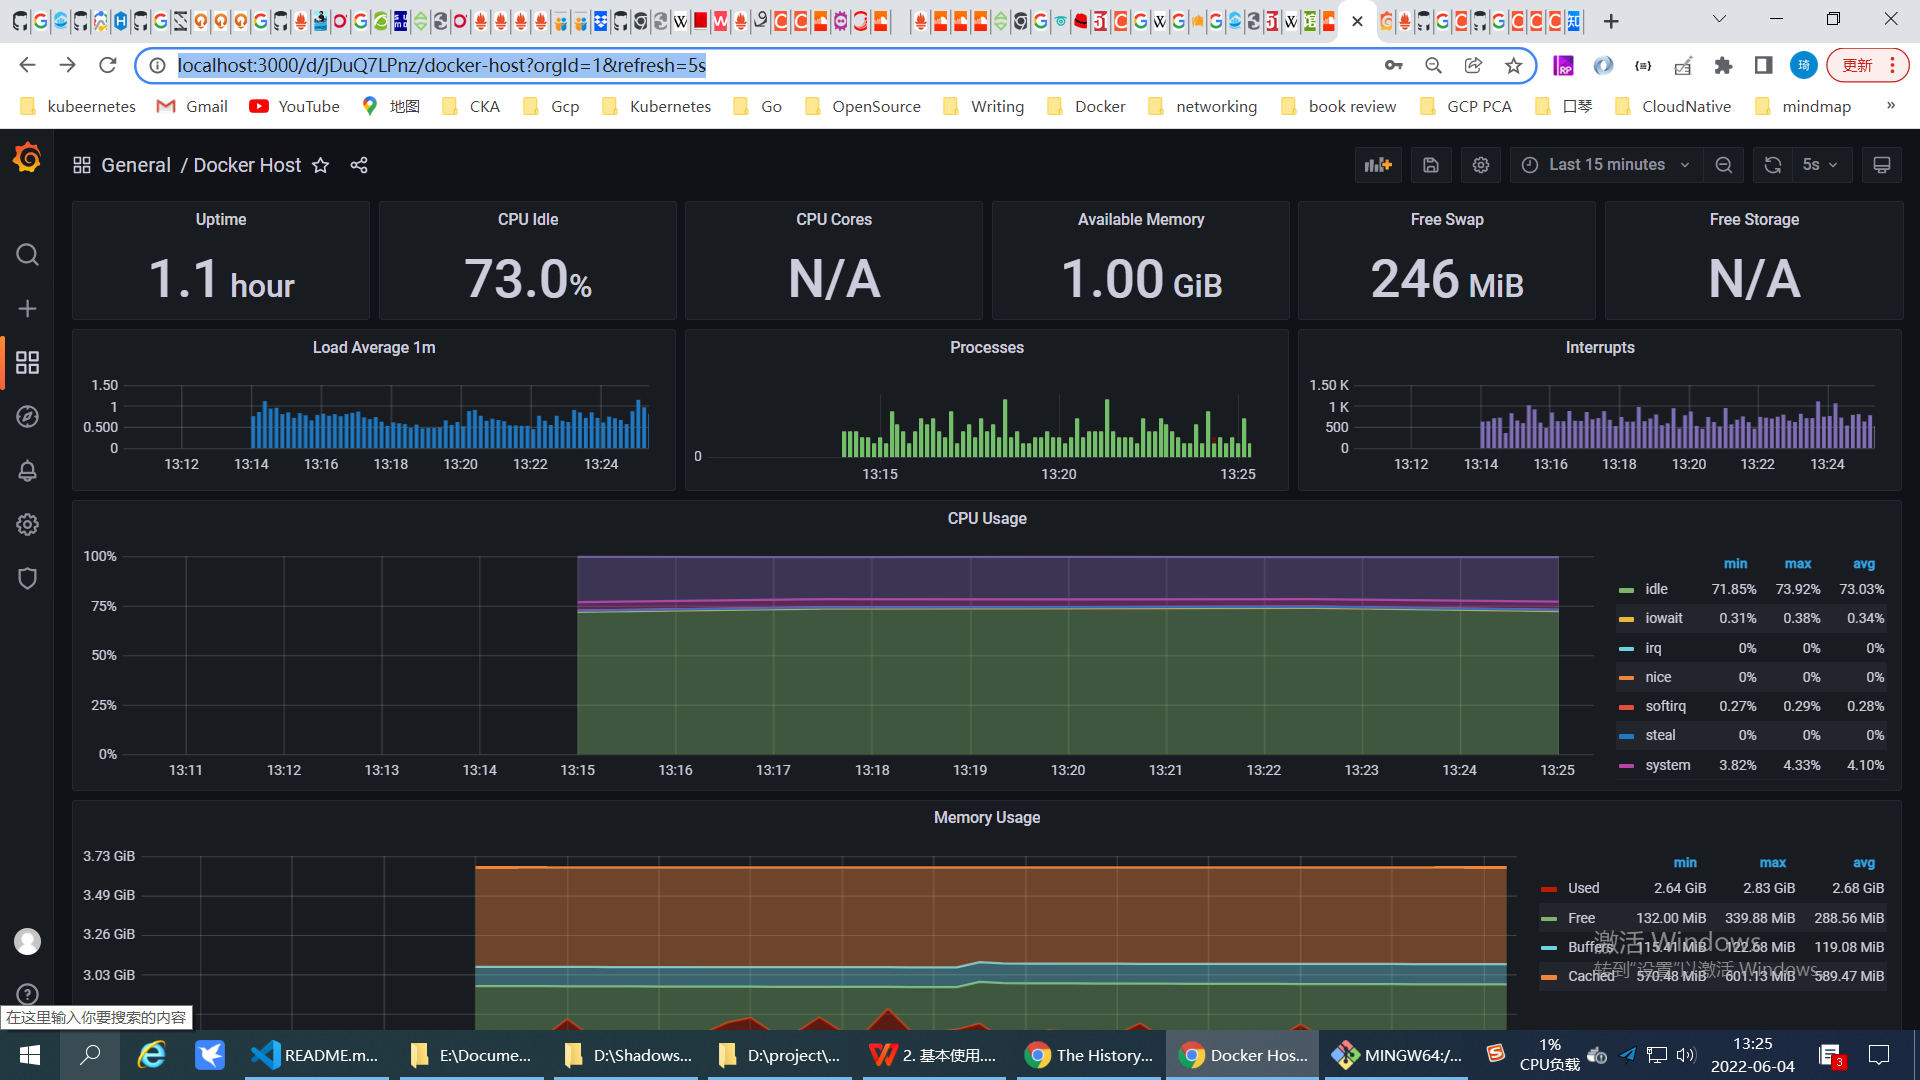 localhost:3000/d/jDuQ7LPnz/docker-host?orgId=1&refresh=5s
琦
更新
kubeernetes
Gmail
YouTube
地图
CKA
Gcp
Kubernetes
Go
OpenSource
Writing
Docker
networking
book review
GCP PCA
口琴
CloudNative
mindmap
»
General / Docker Host
Last 15 minutes
5s
Uptime
1.1 hour
CPU Idle
73.0%
CPU Cores
N/A
Available Memory
1.00 GiB
Free Swap
246 MiB
Free Storage
N/A
Load Average 1m
1.50
1
0.500
0
13:12 13:14 13:16 13:18 13:20 13:22 13:24
Processes
0
13:15 13:20 13:25
Interrupts
1.50 K
1 K
500
0
13:12 13:14 13:16 13:18 13:20 13:22 13:24
CPU Usage
100%
75%
50%
25%
0%
13:11 13:12 13:13 13:14 13:15 13:16 13:17 13:18 13:19 13:20 13:21 13:22 13:23 13:24 13:25
min max avg
idle 71.85% 73.92% 73.03%
iowait 0.31% 0.38% 0.34%
irq 0% 0% 0%
nice 0% 0% 0%
softirq 0.27% 0.29% 0.28%
steal 0% 0% 0%
system 3.82% 4.33% 4.10%
Memory Usage
3.73 GiB
3.49 GiB
3.26 GiB
3.03 GiB
min max avg
Used 2.64 GiB 2.83 GiB 2.68 GiB
Free 132.00 MiB 339.88 MiB 288.56 MiB
Buffers 115.41 MiB 122.68 MiB 119.08 MiB
Cached 570.48 MiB 601.13 MiB 589.47 MiB
激活 Windows
转到"设置"以激活 Windows。
在这里输入你要搜索的内容
README.m...
E:\Docume...
D:\Shadows...
D:\project\...
2. 基本使用....
The History...
Docker Hos...
MINGW64:/...
1%
CPU负载
13:25
2022-06-04
3